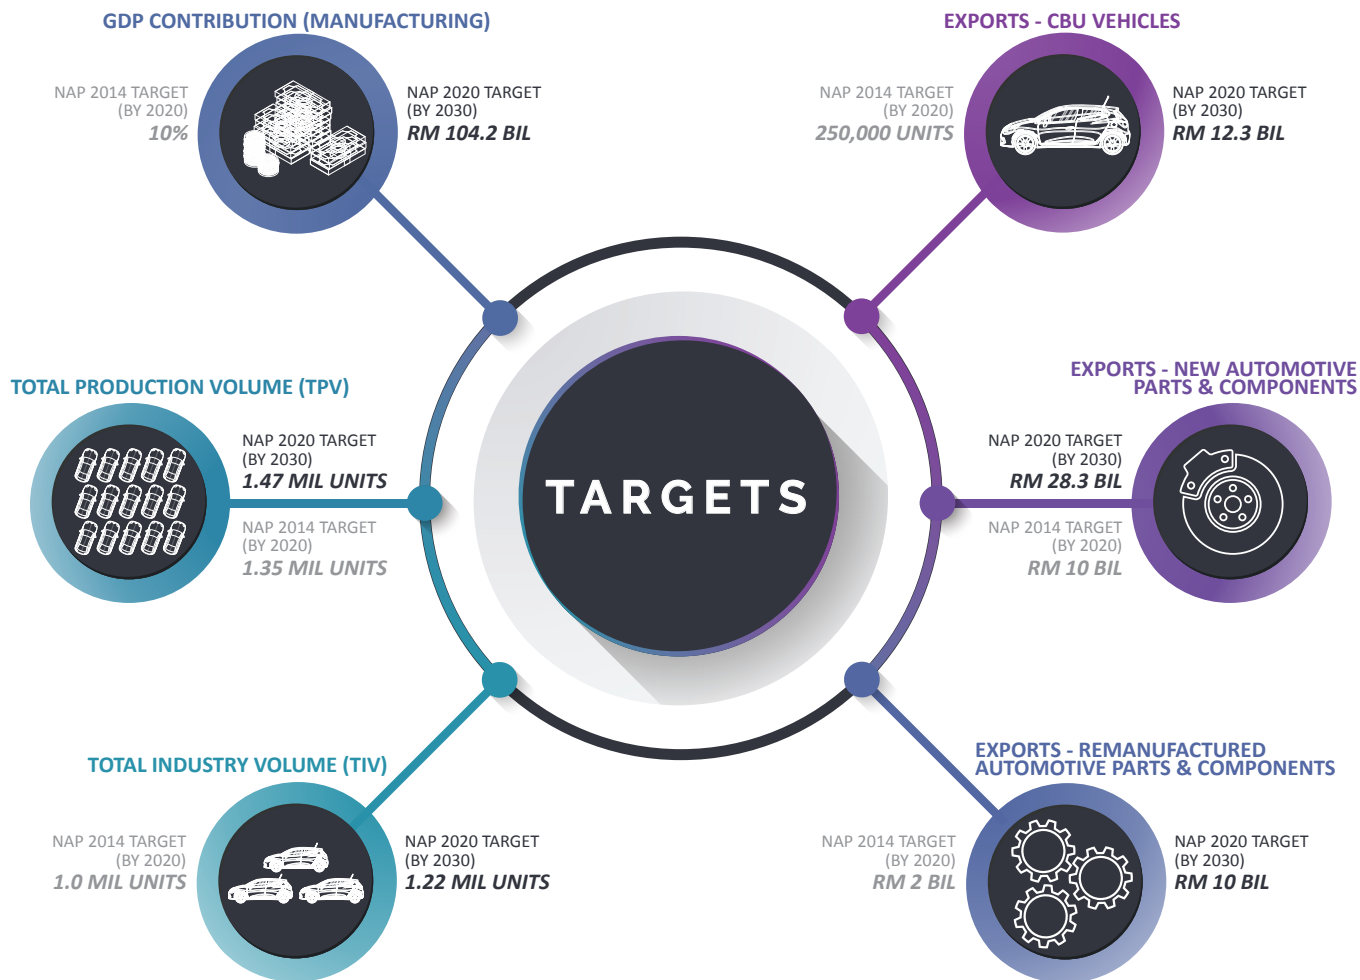 GDP CONTRIBUTION (MANUFACTURING)
NAP 2014 TARGET
(BY 2020)
10%
NAP 2020 TARGET
(BY 2030)
RM 104.2 BIL
EXPORTS - CBU VEHICLES
NAP 2014 TARGET
(BY 2020)
250,000 UNITS
NAP 2020 TARGET
(BY 2030)
RM 12.3 BIL
TOTAL PRODUCTION VOLUME (TPV)
NAP 2020 TARGET
(BY 2030)
1.47 MIL UNITS
NAP 2014 TARGET
(BY 2020)
1.35 MIL UNITS
TARGETS
EXPORTS - NEW AUTOMOTIVE
PARTS & COMPONENTS
NAP 2020 TARGET
(BY 2030)
RM 28.3 BIL
NAP 2014 TARGET
(BY 2020)
RM 10 BIL
TOTAL INDUSTRY VOLUME (TIV)
NAP 2014 TARGET
(BY 2020)
1.0 MIL UNITS
NAP 2020 TARGET
(BY 2030)
1.22 MIL UNITS
EXPORTS - REMANUFACTURED
AUTOMOTIVE PARTS & COMPONENTS
NAP 2014 TARGET
(BY 2020)
RM 2 BIL
NAP 2020 TARGET
(BY 2030)
RM 10 BIL